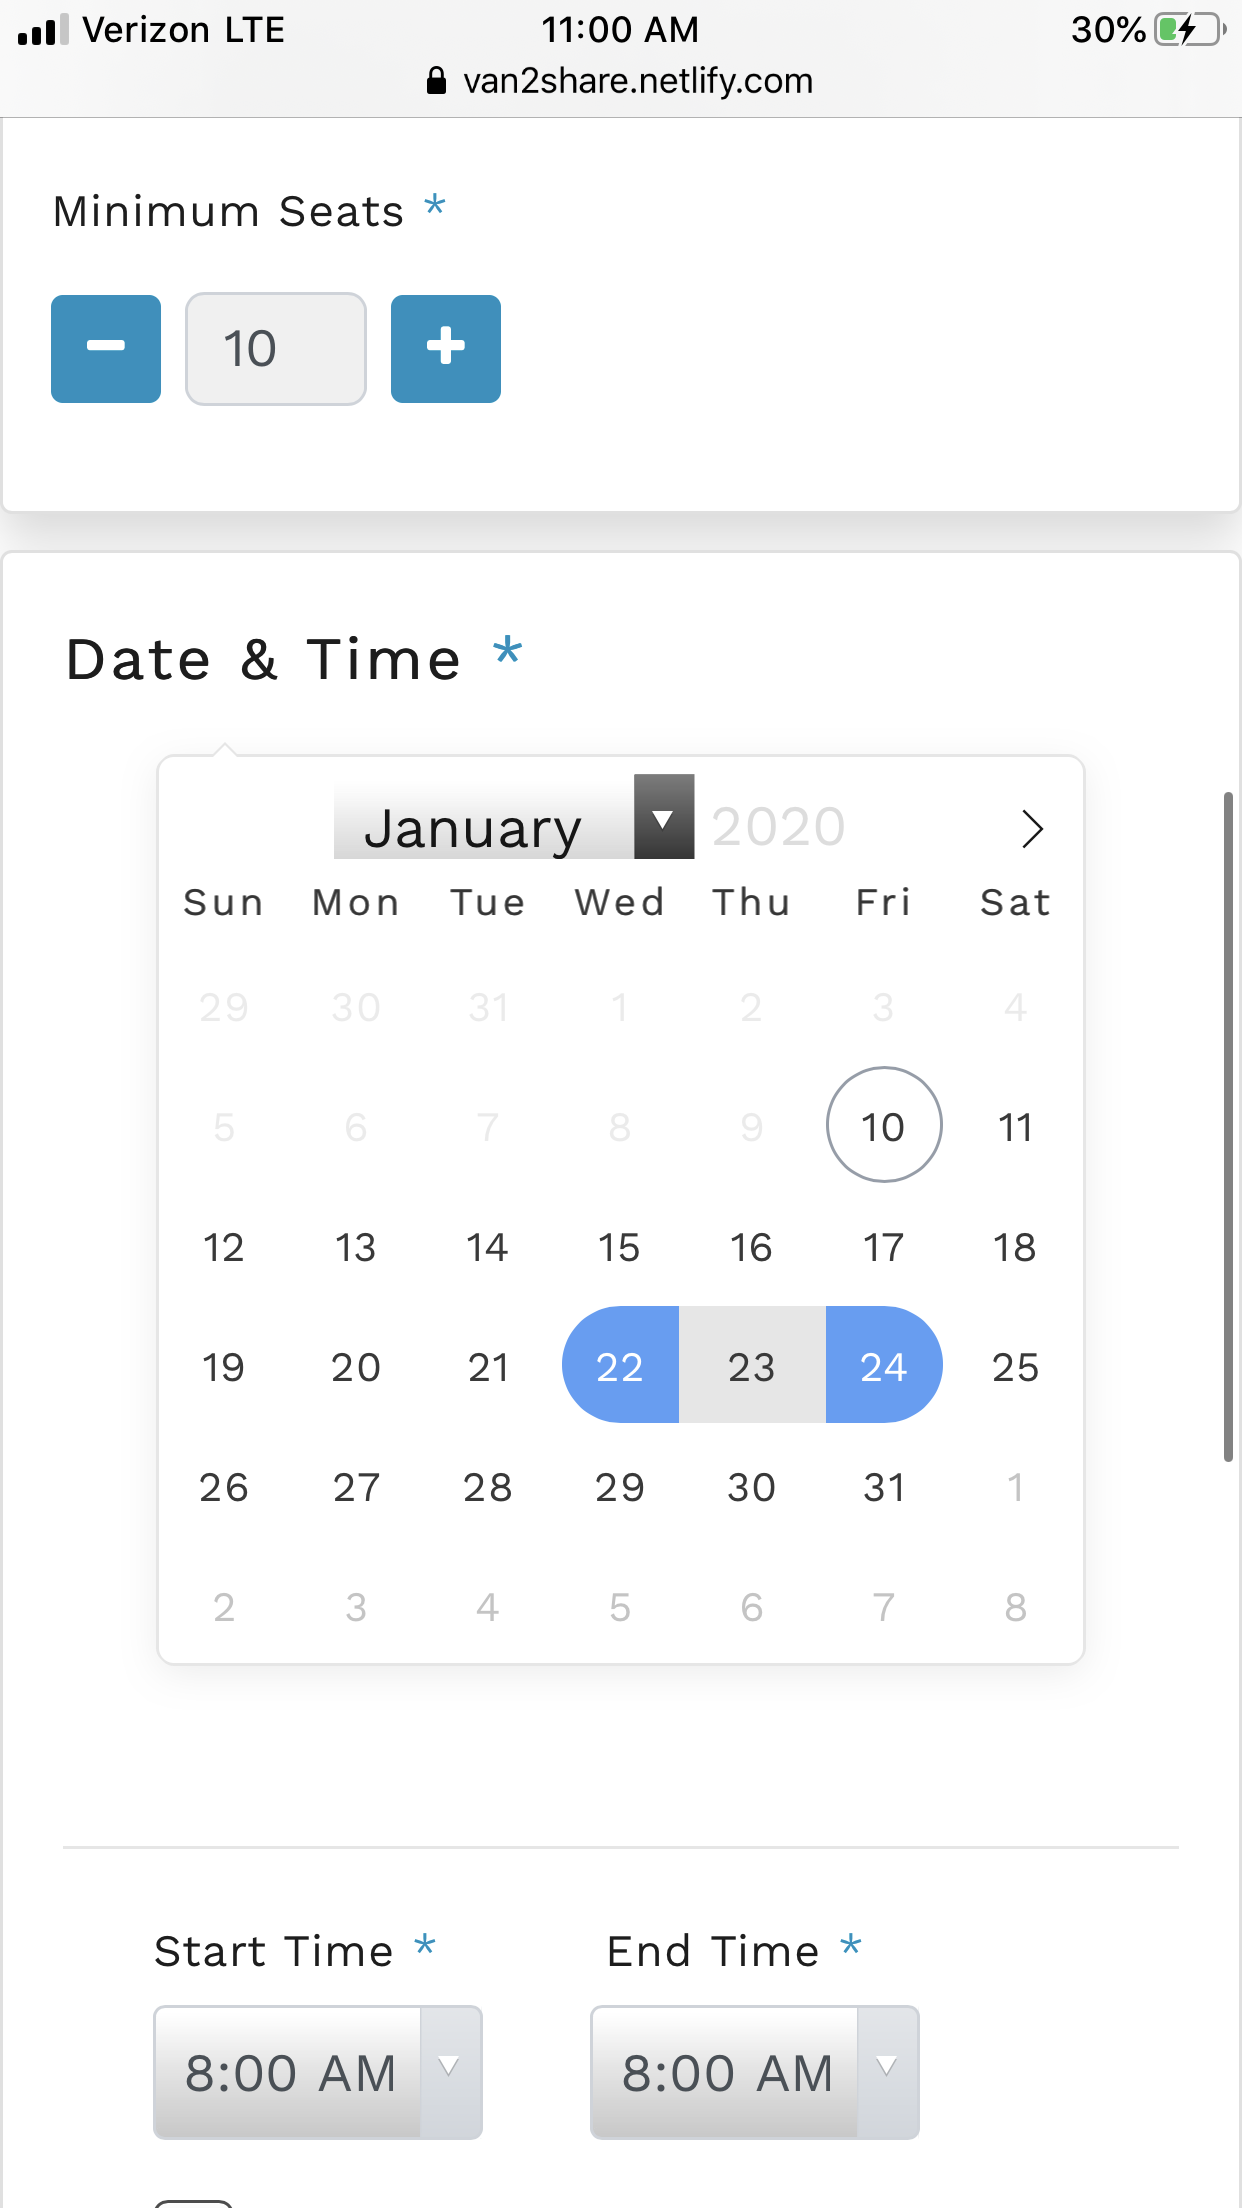 Verizon LTE 11:00 AM 30%
van2share.netlify.com
Minimum Seats *
10
Date & Time *
January 2020
Sun Mon Tue Wed Thu Fri Sat
29 30 31 1 2 3 4
5 6 7 8 9 10 11
12 13 14 15 16 17 18
19 20 21 22 23 24 25
26 27 28 29 30 31 1
2 3 4 5 6 7 8
Start Time * End Time *
8:00 AM 8:00 AM